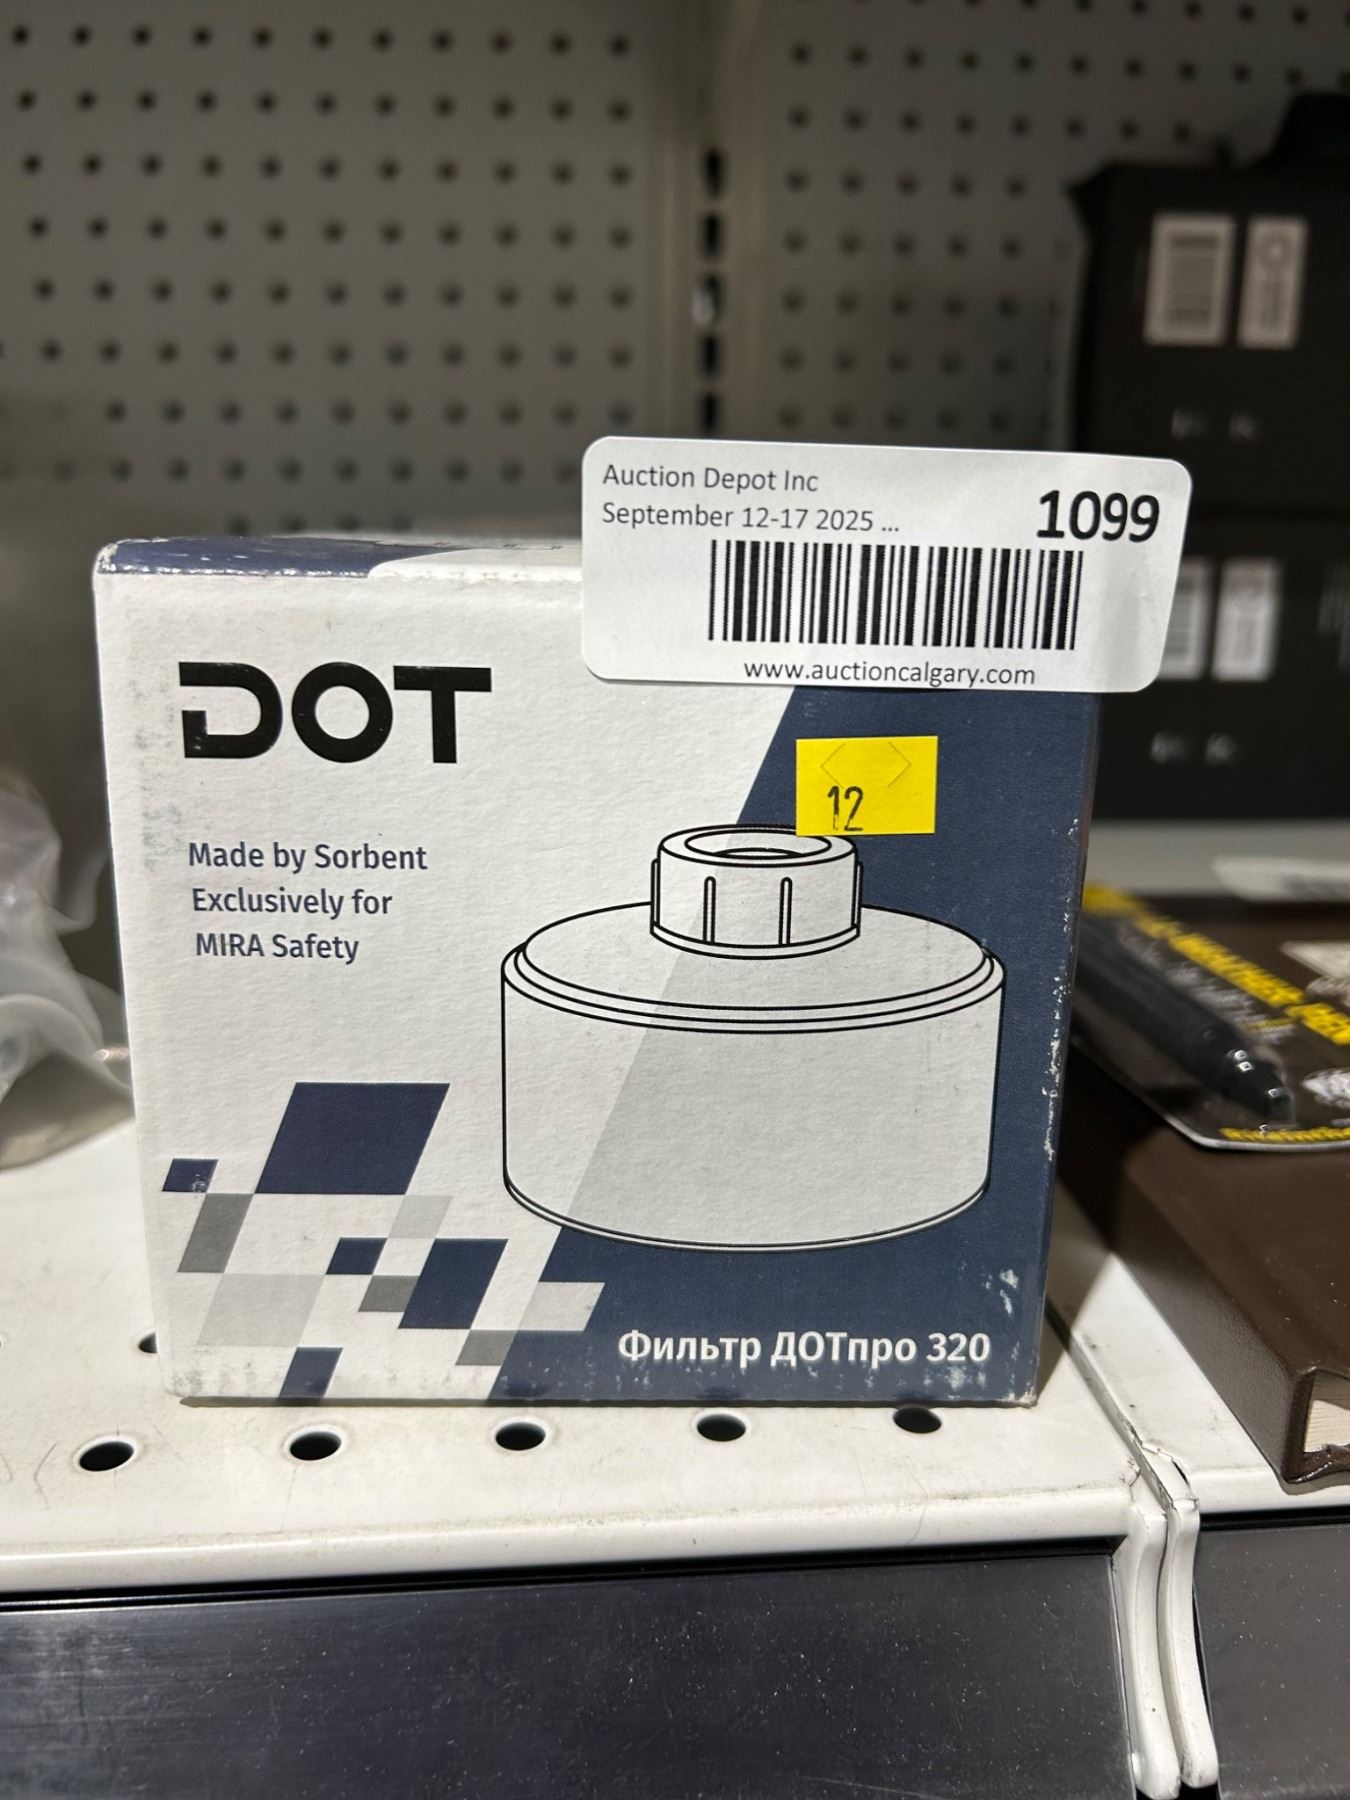 Auction Depot Inc
September 12-17 2025 ...
1099
www.auctioncalgary.com
DOT
12
Made by Sorbent
Exclusively for
MIRA Safety
Фильтр ДОТпро 320